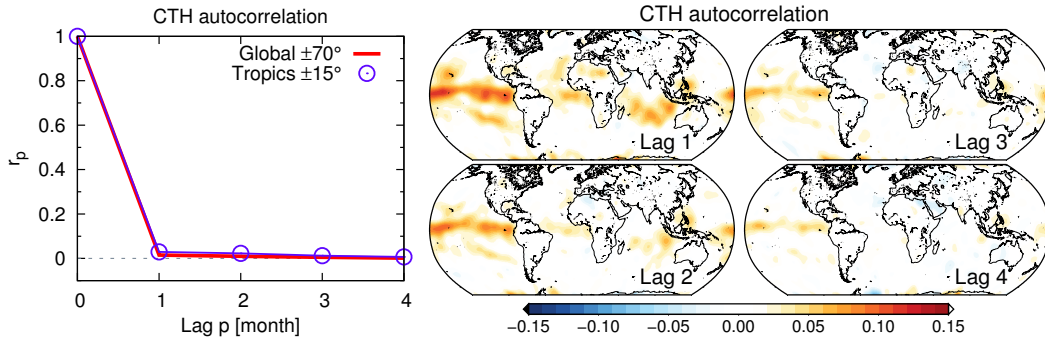 CTH autocorrelation
1
0.8
0.6
0.4
0.2
0
r_p
Global ±70°
Tropics ±15°
0 1 2 3 4
Lag p [month]
CTH autocorrelation
Lag 1
Lag 3
Lag 2
Lag 4
−0.15 −0.10 −0.05 0.00 0.05 0.10 0.15